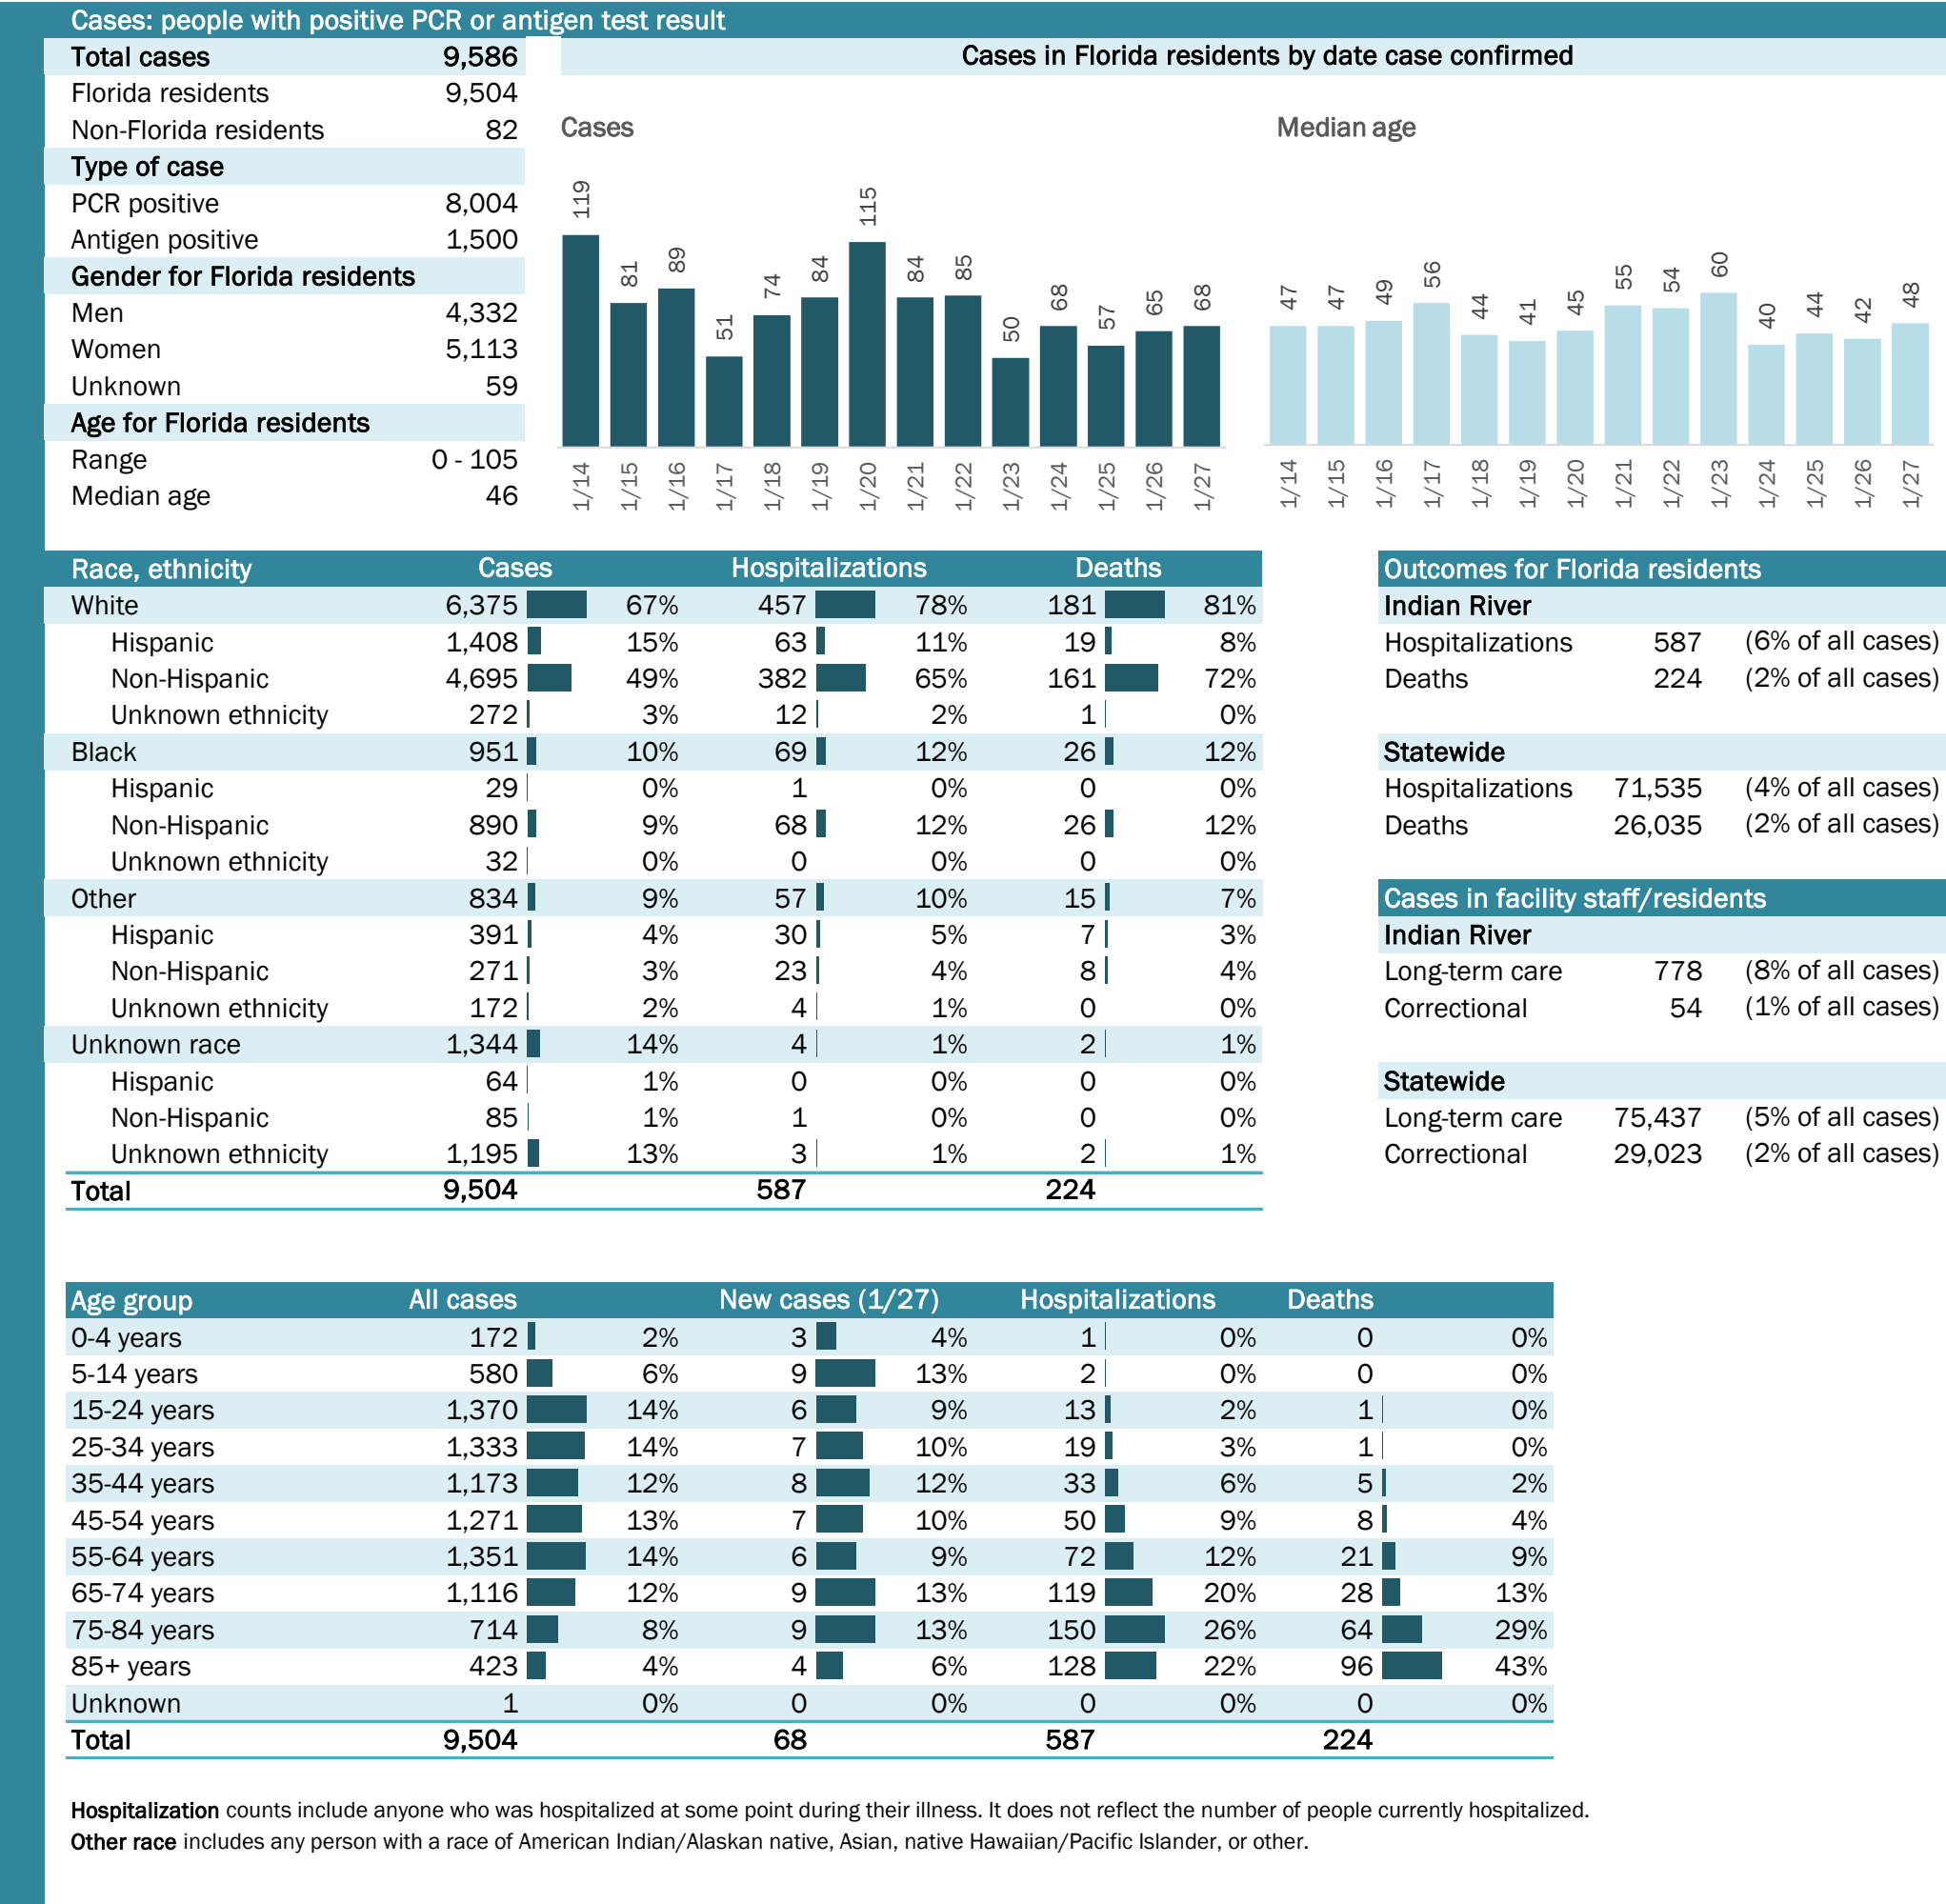 Cases: people with positive PCR or antigen test result
Total cases 9,586
Florida residents 9,504
Non-Florida residents 82
Type of case
PCR positive 8,004
Antigen positive 1,500
Gender for Florida residents
Men 4,332
Women 5,113
Unknown 59
Age for Florida residents
Range 0 - 105
Median age 46
Cases in Florida residents by date case confirmed
Cases
119 81 89 51 74 84 115 84 85 50 68 57 65 68
1/14 1/15 1/16 1/17 1/18 1/19 1/20 1/21 1/22 1/23 1/24 1/25 1/26 1/27
Median age
47 47 49 56 44 41 45 55 54 60 40 44 42 48
1/14 1/15 1/16 1/17 1/18 1/19 1/20 1/21 1/22 1/23 1/24 1/25 1/26 1/27
Race, ethnicity Cases Hospitalizations Deaths
White 6,375 67% 457 78% 181 81%
Hispanic 1,408 15% 63 11% 19 8%
Non-Hispanic 4,695 49% 382 65% 161 72%
Unknown ethnicity 272 3% 12 2% 1 0%
Black 951 10% 69 12% 26 12%
Hispanic 29 0% 1 0% 0 0%
Non-Hispanic 890 9% 68 12% 26 12%
Unknown ethnicity 32 0% 0 0% 0 0%
Other 834 9% 57 10% 15 7%
Hispanic 391 4% 30 5% 7 3%
Non-Hispanic 271 3% 23 4% 8 4%
Unknown ethnicity 172 2% 4 1% 0 0%
Unknown race 1,344 14% 4 1% 2 1%
Hispanic 64 1% 0 0% 0 0%
Non-Hispanic 85 1% 1 0% 0 0%
Unknown ethnicity 1,195 13% 3 1% 2 1%
Total 9,504 587 224
Outcomes for Florida residents
Indian River
Hospitalizations 587 (6% of all cases)
Deaths 224 (2% of all cases)
Statewide
Hospitalizations 71,535 (4% of all cases)
Deaths 26,035 (2% of all cases)
Cases in facility staff/residents
Indian River
Long-term care 778 (8% of all cases)
Correctional 54 (1% of all cases)
Statewide
Long-term care 75,437 (5% of all cases)
Correctional 29,023 (2% of all cases)
Age group All cases New cases (1/27) Hospitalizations Deaths
0-4 years 172 2% 3 4% 1 0% 0 0%
5-14 years 580 6% 9 13% 2 0% 0 0%
15-24 years 1,370 14% 6 9% 13 2% 1 0%
25-34 years 1,333 14% 7 10% 19 3% 1 0%
35-44 years 1,173 12% 8 12% 33 6% 5 2%
45-54 years 1,271 13% 7 10% 50 9% 8 4%
55-64 years 1,351 14% 6 9% 72 12% 21 9%
65-74 years 1,116 12% 9 13% 119 20% 28 13%
75-84 years 714 8% 9 13% 150 26% 64 29%
85+ years 423 4% 4 6% 128 22% 96 43%
Unknown 1 0% 0 0% 0 0% 0 0%
Total 9,504 68 587 224
Hospitalization counts include anyone who was hospitalized at some point during their illness. It does not reflect the number of people currently hospitalized.
Other race includes any person with a race of American Indian/Alaskan native, Asian, native Hawaiian/Pacific Islander, or other.